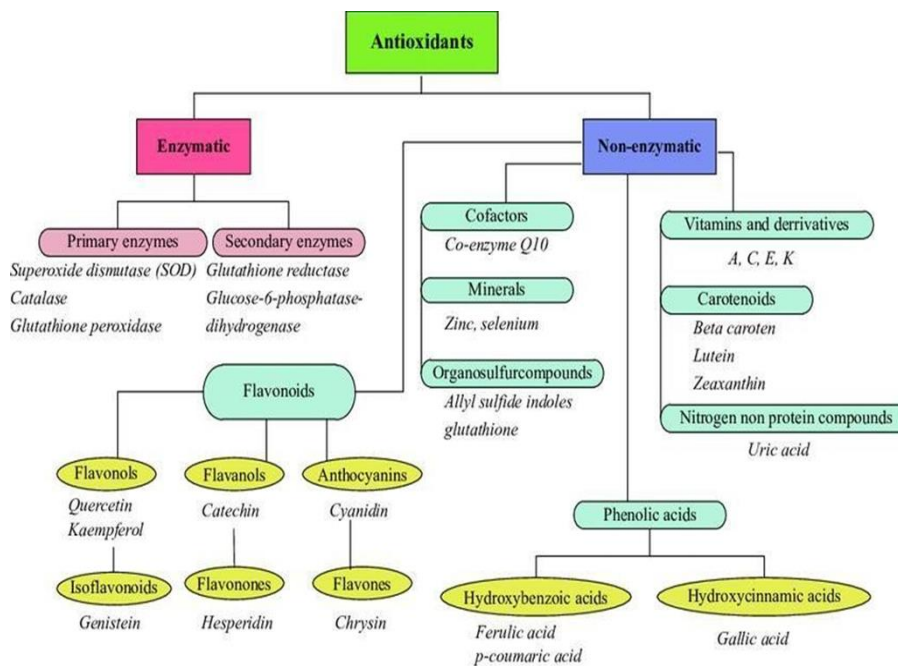 Antioxidants
Enzymatic
Non-enzymatic
Primary enzymes
Superoxide dismutase (SOD)
Catalase
Glutathione peroxidase
Secondary enzymes
Glutathione reductase
Glucose-6-phosphatase-
dihydrogenase
Cofactors
Co-enzyme Q10
Minerals
Zinc, selenium
Organosulfurcompounds
Allyl sulfide indoles
glutathione
Vitamins and derrivatives
A, C, E, K
Carotenoids
Beta caroten
Lutein
Zeaxanthin
Nitrogen non protein compounds
Uric acid
Flavonoids
Flavonols
Quercetin
Kaempferol
Isoflavonoids
Genistein
Flavanols
Catechin
Flavonones
Hesperidin
Anthocyanins
Cyanidin
Flavones
Chrysin
Phenolic acids
Hydroxybenzoic acids
Ferulic acid
p-coumaric acid
Hydroxycinnamic acids
Gallic acid